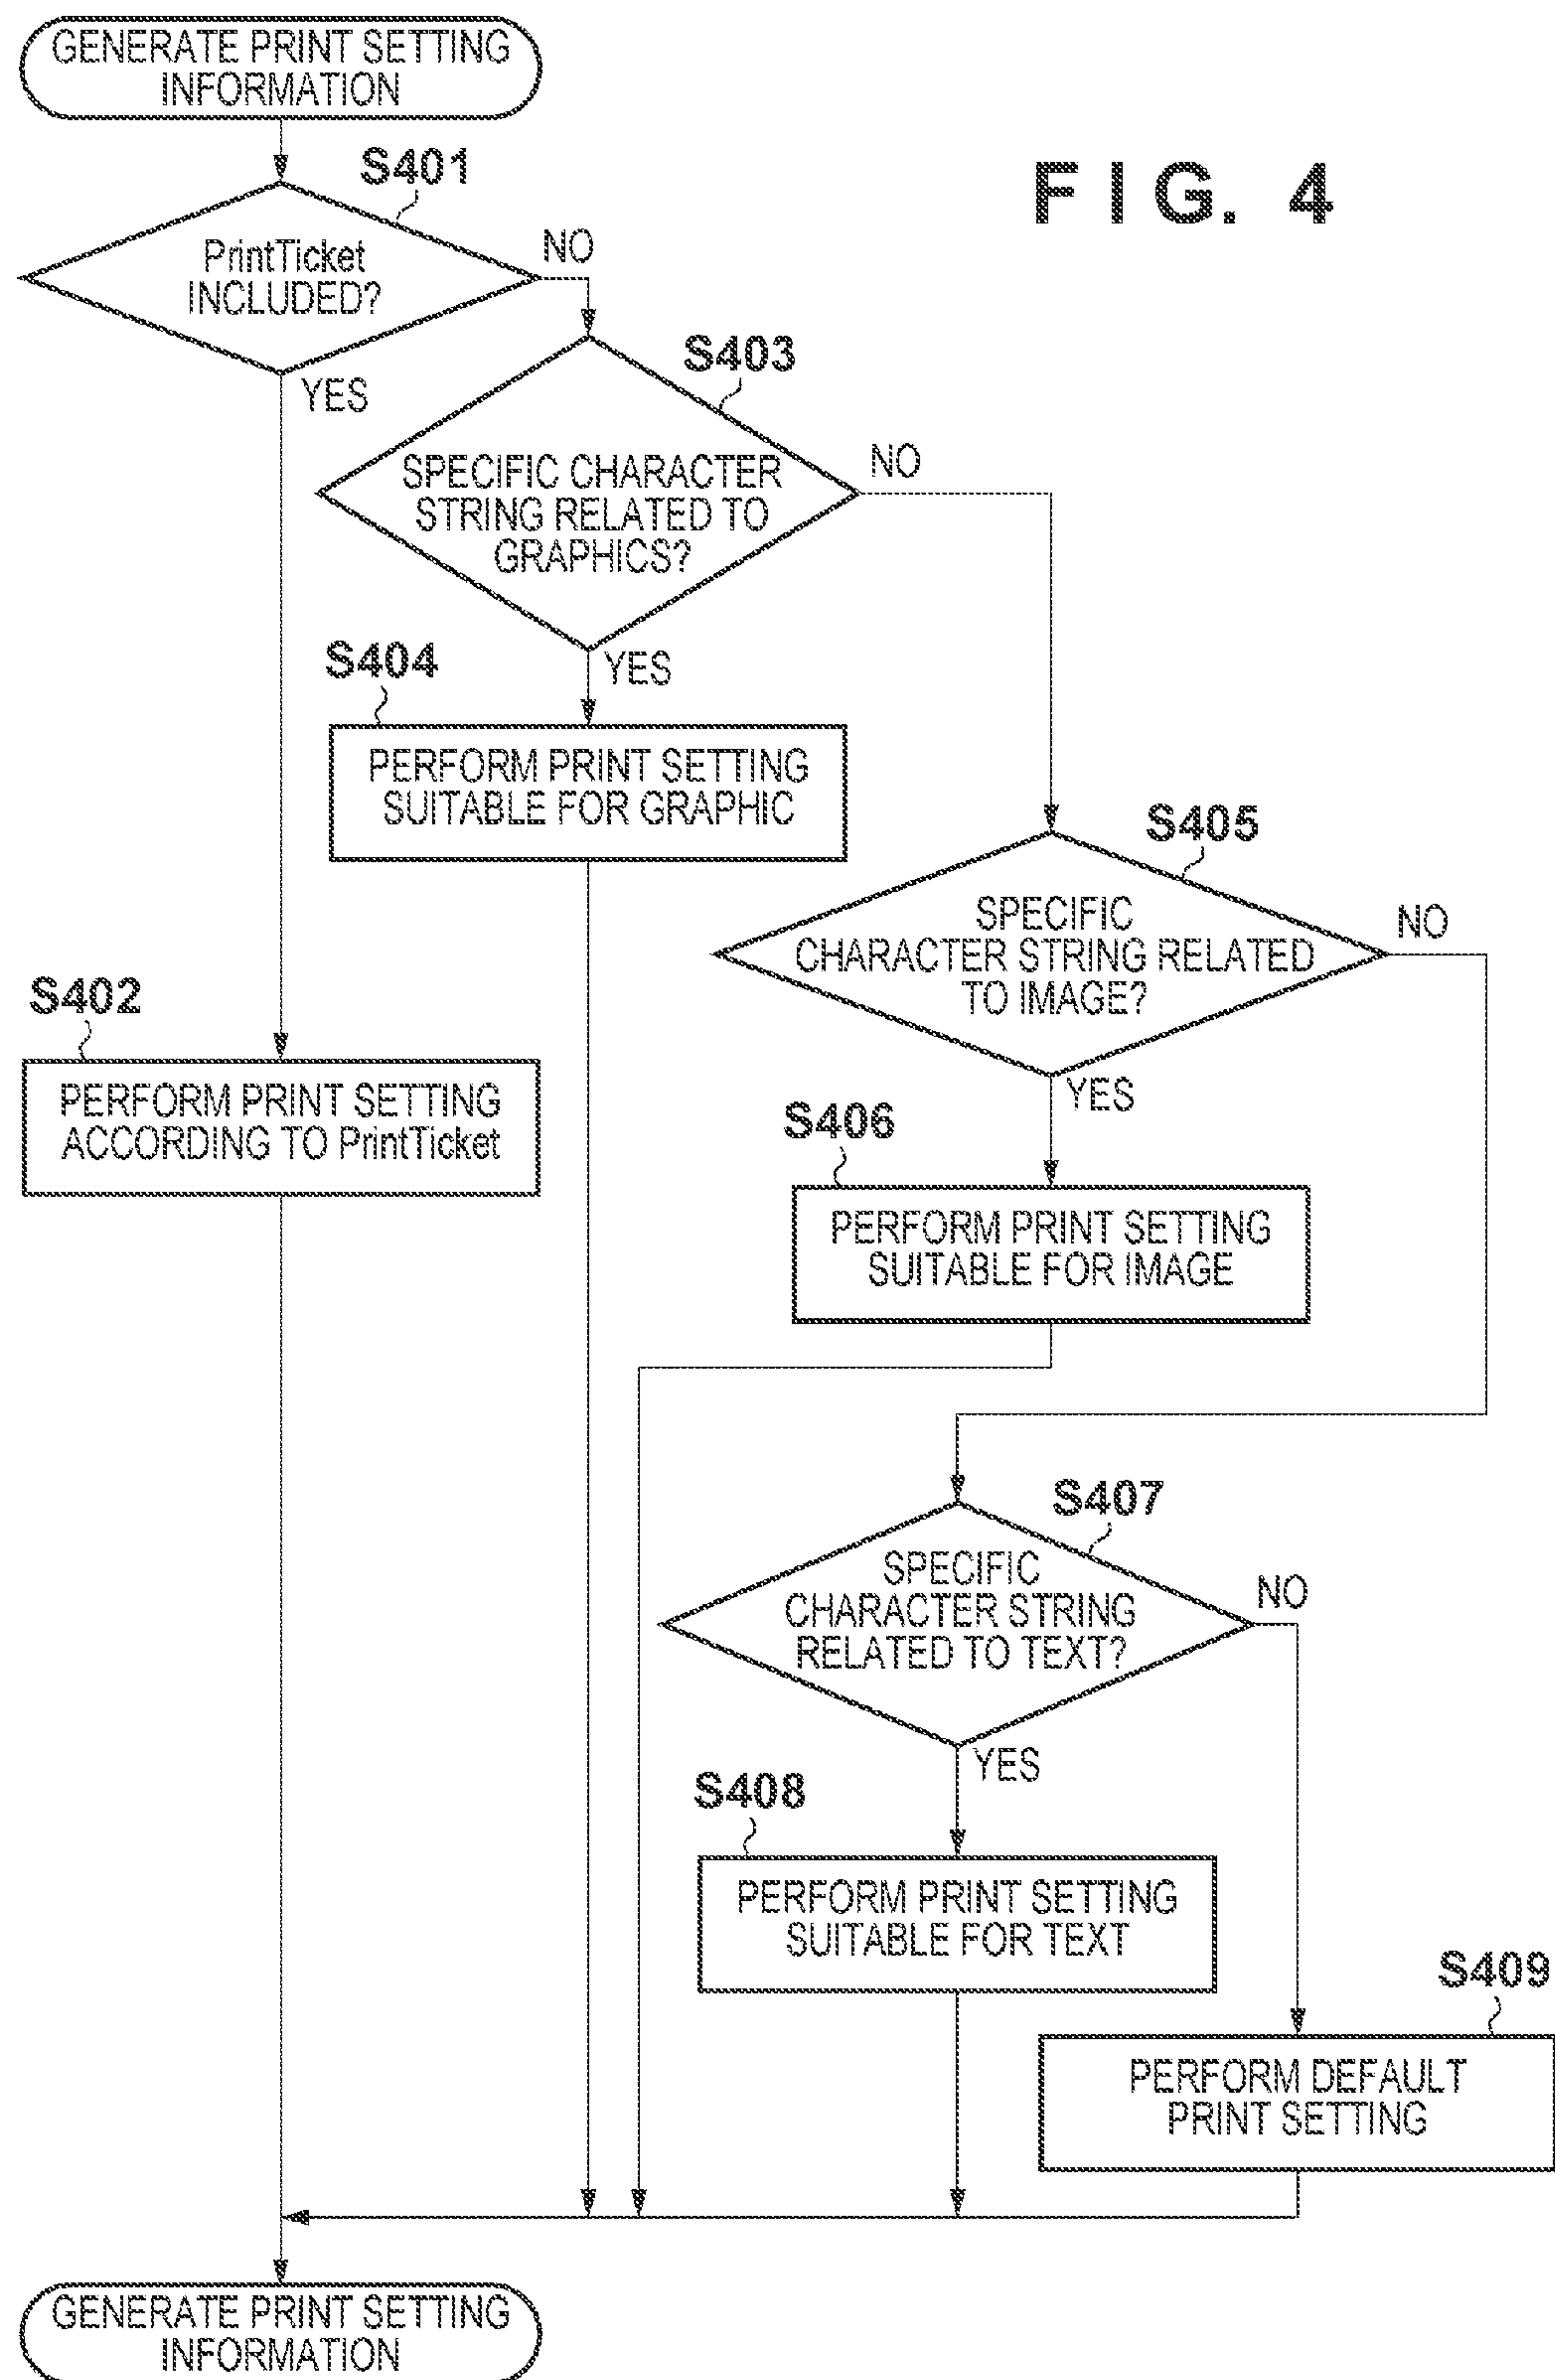 GENERATE PRINT SETTING
INFORMATION
FIG. 4
S401
PrintTicket
INCLUDED?
NO
YES
S403
SPECIFIC CHARACTER
STRING RELATED TO
GRAPHICS?
NO
YES
S404
PERFORM PRINT SETTING
SUITABLE FOR GRAPHIC
S405
SPECIFIC
CHARACTER STRING RELATED
TO IMAGE?
NO
YES
S402
PERFORM PRINT SETTING
ACCORDING TO PrintTicket
S406
PERFORM PRINT SETTING
SUITABLE FOR IMAGE
S407
SPECIFIC
CHARACTER STRING
RELATED TO TEXT?
NO
YES
S408
PERFORM PRINT SETTING
SUITABLE FOR TEXT
S409
PERFORM DEFAULT
PRINT SETTING
GENERATE PRINT SETTING
INFORMATION